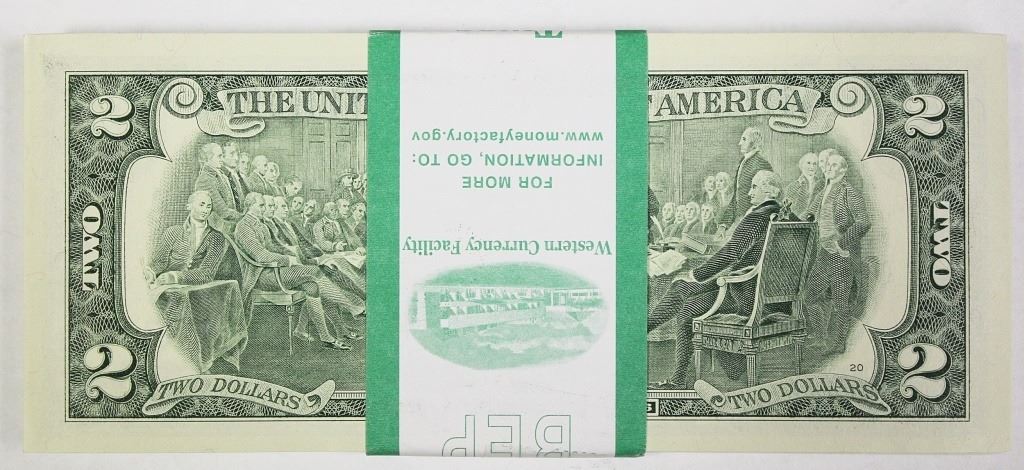 2 THE UNIT AMERICA 2
TWO TWO
20
2 TWO DOLLARS TWO DOLLARS 2
BEP
Western Currency Facility
FOR MORE
INFORMATION, GO TO:
www.moneyfactory.gov